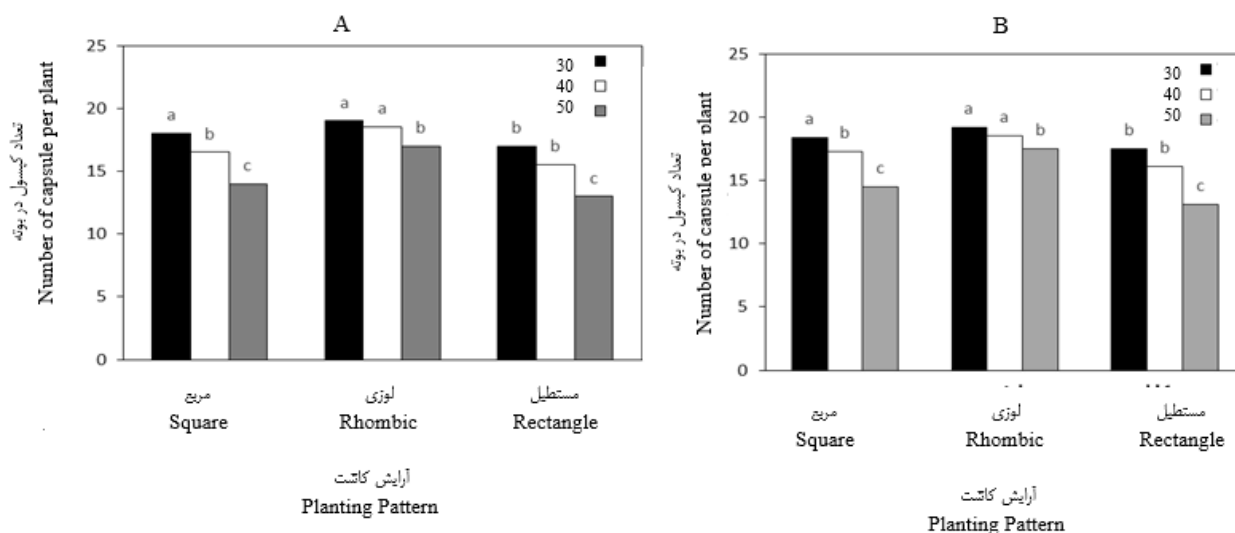 A
25
20
15
10
5
0
تعداد کپسول در بوته
Number of capsule per plant
30
40
50
a
b
c
a
a
b
b
b
c
مربع
لوزی
مستطیل
Square
Rhombic
Rectangle
آرایش کاشت
Planting Pattern
B
25
20
15
10
5
0
تعداد کپسول در بوته
Number of capsule per plant
30
40
50
a
b
c
a
a
b
b
b
c
مربع
لوزی
مستطیل
Square
Rhombic
Rectangle
آرایش کاشت
Planting Pattern